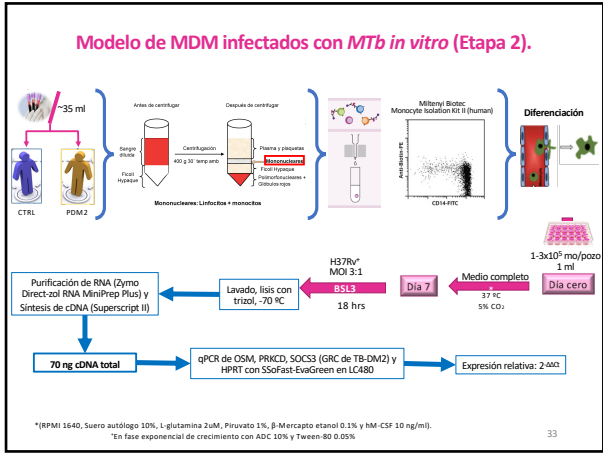 Modelo de MDM infectados con MTb in vitro (Etapa 2).
~35 ml
CTRL
PDM2
Antes de centrifugar
Después de centrifugar
Sangre
diluida
Ficoll
Hypaque
Centrifugación
400 g 30´ temp amb
Plasma y plaquetas
Mononucleares
Ficoll Hypaque
Polimorfonucleares +
Glóbulos rojos
Mononucleares: Linfocitos + monocitos
Miltenyi Biotec
Monocyte Isolation Kit II (human)
Anti-Biotin-PE
CD14-FITC
Diferenciación
1-3x10⁵ mo/pozo
1 ml
Día cero
Medio completo
*
37 ºC
5% CO₂
Día 7
H37Rv⁺
MOI 3:1
BSL3
18 hrs
Lavado, lisis con
trizol, -70 ºC
Purificación de RNA (Zymo
Direct-zol RNA MiniPrep Plus) y
Síntesis de cDNA (Superscript II)
70 ng cDNA total
qPCR de OSM, PRKCD, SOCS3 (GRC de TB-DM2) y
HPRT con SSoFast-EvaGreen en LC480
Expresión relativa: 2^-ΔΔCt
*(RPMI 1640, Suero autólogo 10%, L-glutamina 2uM, Piruvato 1%, β-Mercapto etanol 0.1% y hM-CSF 10 ng/ml).
⁺En fase exponencial de crecimiento con ADC 10% y Tween-80 0.05%
33